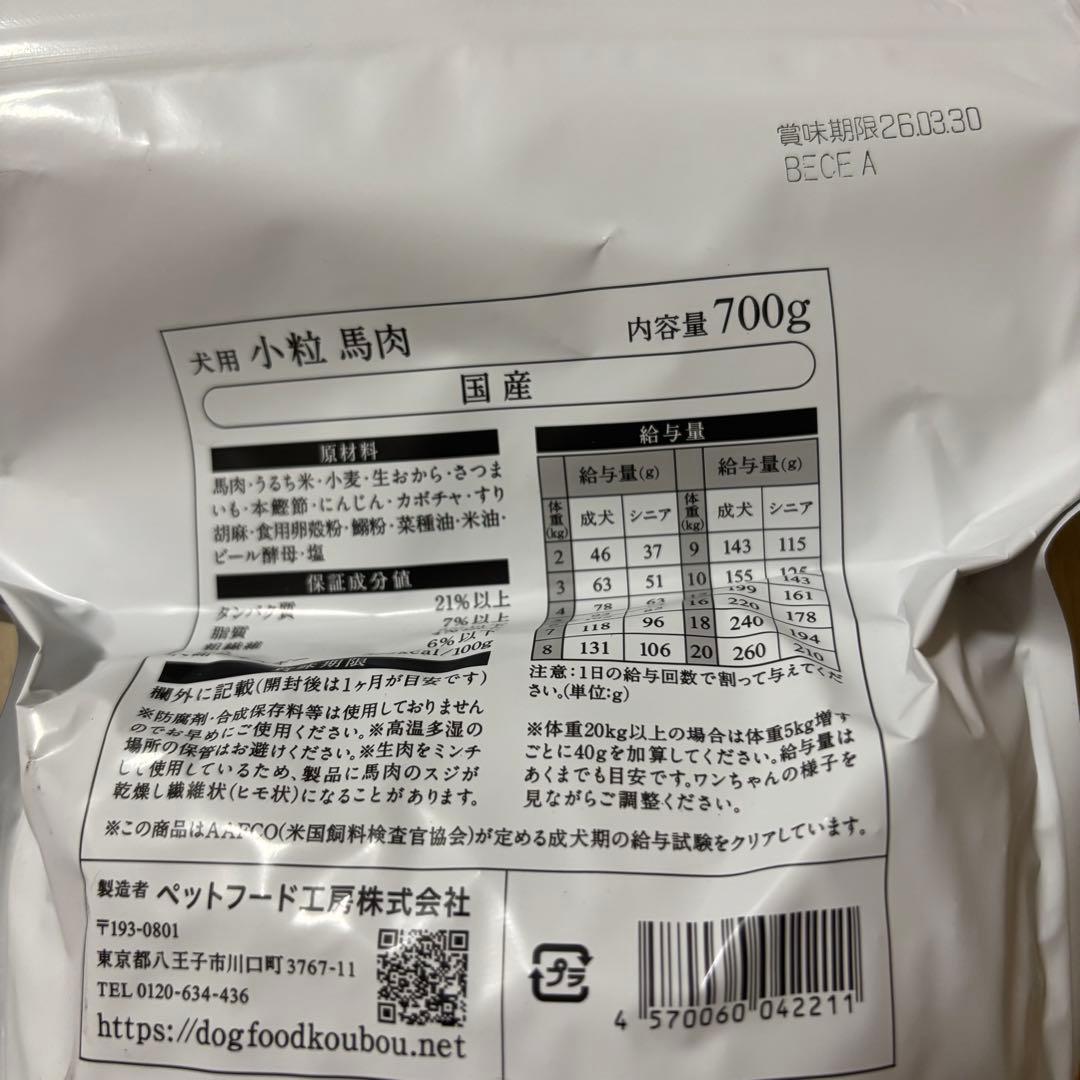 賞味期限26.03.30
BECE A
犬用 小粒 馬肉 内容量 700g
国産
原材料
馬肉・うるち米・小麦・生おから・さつま
いも・本鰹節・にんじん・カボチャ・すり
胡麻・食用卵殻粉・鰯粉・菜種油・米油・
ビール酵母・塩
保証成分値
タンパク質 21%以上
脂質 7%以上
6%以下
kcal/100g
欄外に記載(開封後は1ヶ月が目安です)
※防腐剤・合成保存料等は使用しておりません
のでお早めにご使用ください。※高温多湿の
場所の保管はお避けください。※生肉をミンチ
して使用しているため、製品に馬肉のスジが
乾燥し繊維状(ヒモ状)になることがあります。
給与量
体重(kg) 給与量(g) 体重(kg) 給与量(g)
成犬 シニア 成犬 シニア
2 46 37 9 143 115
3 63 51 10 155 125
4 78 63 12 199 143
16 220 161
7 118 96 18 240 178
194
8 131 106 20 260 210
注意:1日の給与回数で割って与えてくだ
さい。(単位:g)
※体重20kg以上の場合は体重5kg増す
ごとに40gを加算してください。給与量は
あくまでも目安です。ワンちゃんの様子を
見ながらご調整ください。
※この商品はAAFCO(米国飼料検査官協会)が定める成犬期の給与試験をクリアしています。
製造者 ペットフード工房株式会社
〒193-0801
東京都八王子市川口町3767-11
TEL 0120-634-436
https://dogfoodkoubou.net
プラ
4 570060 042211